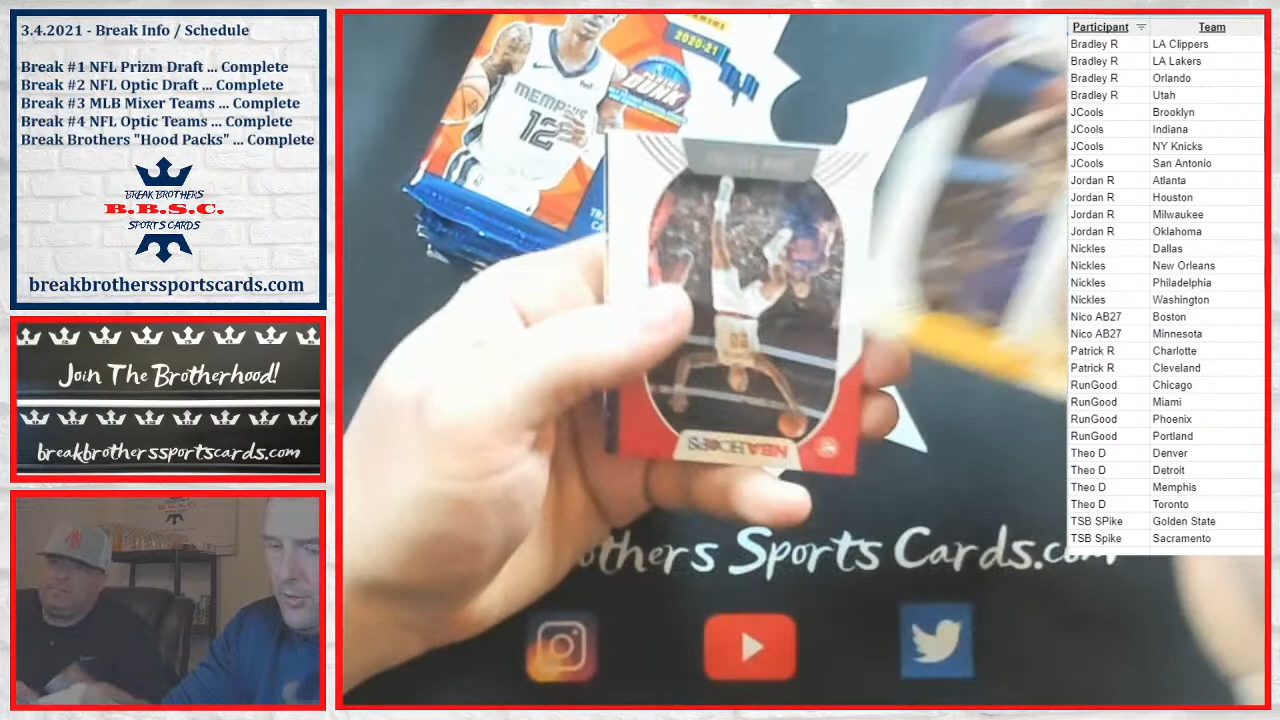 3.4.2021 - Break Info / Schedule
Break #1 NFL Prizm Draft ... Complete
Break #2 NFL Optic Draft ... Complete
Break #3 MLB Mixer Teams ... Complete
Break #4 NFL Optic Teams ... Complete
Break Brothers "Hood Packs" ... Complete
BREAK BROTHERS
B.B.S.C.
SPORTS CARDS
breakbrotherssportscards.com
Join The Brotherhood!
breakbrotherssportscards.com
PANINI
2020-21
MEMPHIS
12
NBA HOOPS
others Sports Cards.com
Participant Team
Bradley R LA Clippers
Bradley R LA Lakers
Bradley R Orlando
Bradley R Utah
JCools Brooklyn
JCools Indiana
JCools NY Knicks
JCools San Antonio
Jordan R Atlanta
Jordan R Houston
Jordan R Milwaukee
Jordan R Oklahoma
Nickles Dallas
Nickles New Orleans
Nickles Philadelphia
Nickles Washington
Nico AB27 Boston
Nico AB27 Minnesota
Patrick R Charlotte
Patrick R Cleveland
RunGood Chicago
RunGood Miami
RunGood Phoenix
RunGood Portland
Theo D Denver
Theo D Detroit
Theo D Memphis
Theo D Toronto
TSB SPike Golden State
TSB Spike Sacramento